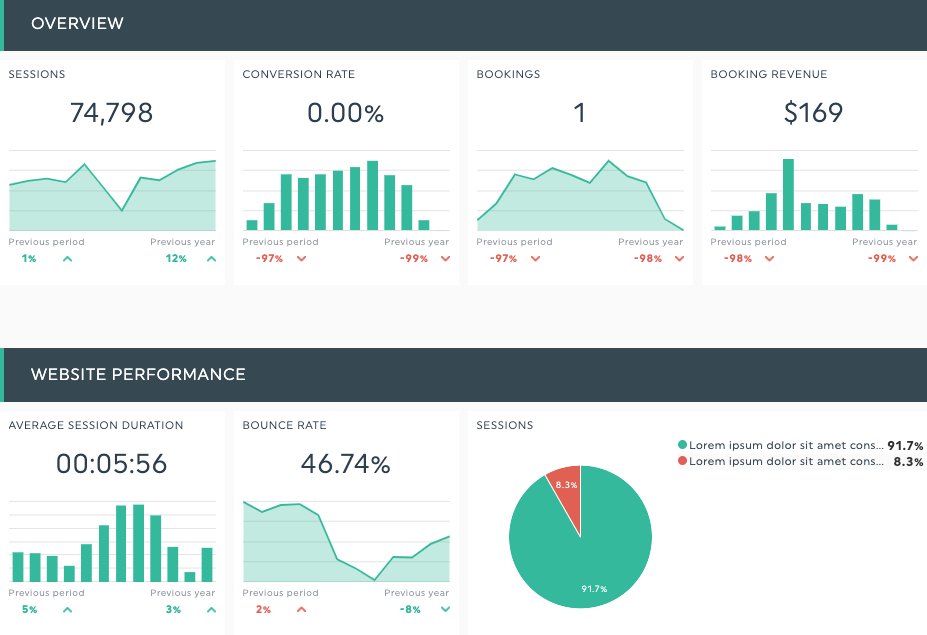 OVERVIEW
SESSIONS
74,798
Previous period Previous year
1% 12%
CONVERSION RATE
0.00%
Previous period Previous year
-97% -99%
BOOKINGS
1
Previous period Previous year
-97% -98%
BOOKING REVENUE
$169
Previous period Previous year
-98% -99%
WEBSITE PERFORMANCE
AVERAGE SESSION DURATION
00:05:56
Previous period Previous year
5% 3%
BOUNCE RATE
46.74%
Previous period Previous year
2% -8%
SESSIONS
Lorem ipsum dolor sit amet cons... 91.7%
Lorem ipsum dolor sit amet cons... 8.3%
8.3%
91.7%